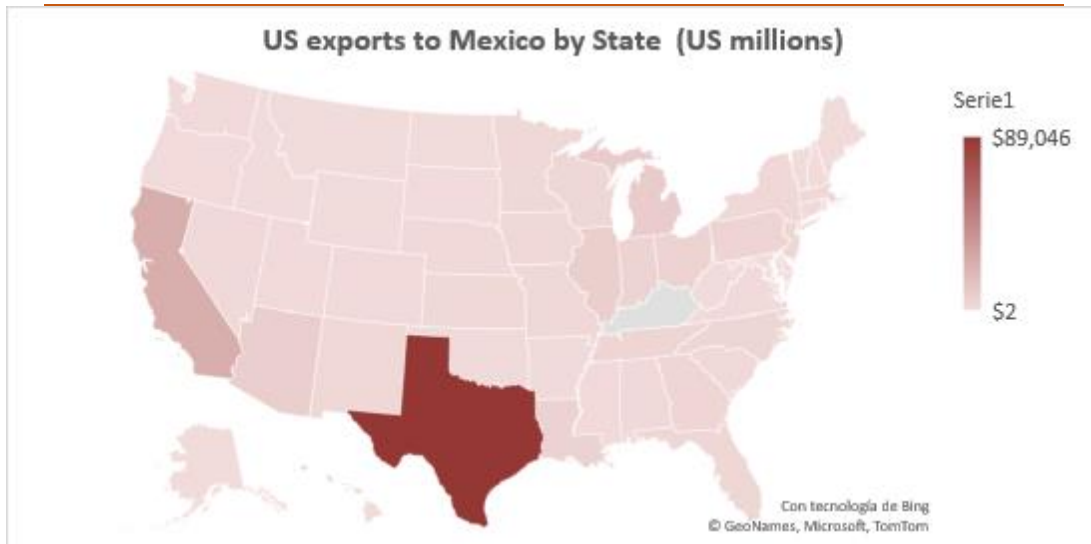 US exports to Mexico by State (US millions)
Serie1
$89,046
$2
Con tecnología de Bing
© GeoNames, Microsoft, TomTom